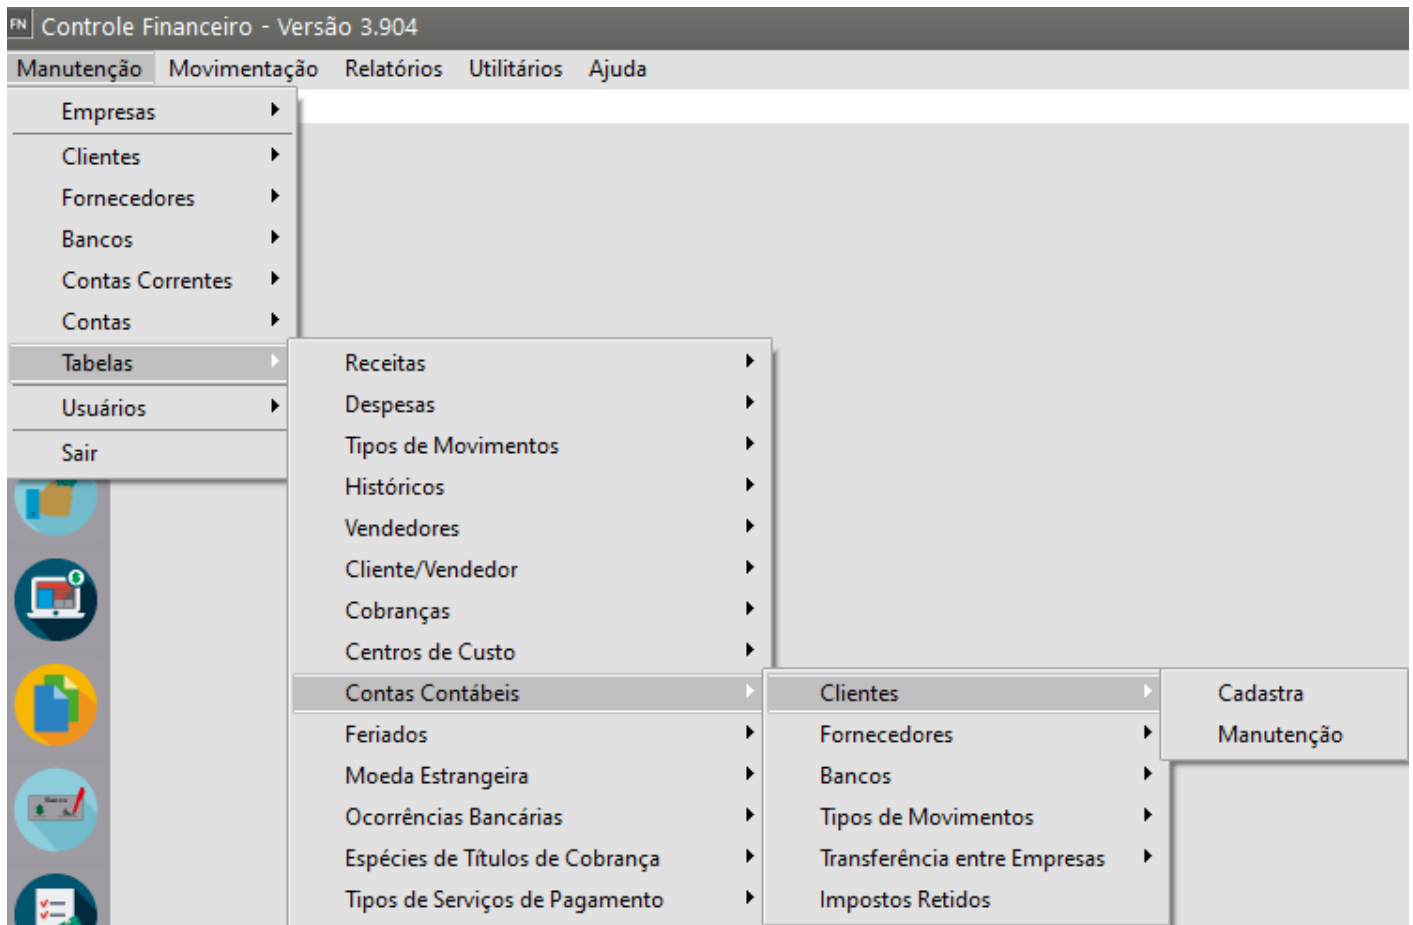 FN Controle Financeiro - Versão 3.904
Manutenção Movimentação Relatórios Utilitários Ajuda
Empresas
Clientes
Fornecedores
Bancos
Contas Correntes
Contas
Tabelas
Usuários
Sair
Receitas
Despesas
Tipos de Movimentos
Históricos
Vendedores
Cliente/Vendedor
Cobranças
Centros de Custo
Contas Contábeis
Feriados
Moeda Estrangeira
Ocorrências Bancárias
Espécies de Títulos de Cobrança
Tipos de Serviços de Pagamento
Clientes
Fornecedores
Bancos
Tipos de Movimentos
Transferência entre Empresas
Impostos Retidos
Cadastra
Manutenção